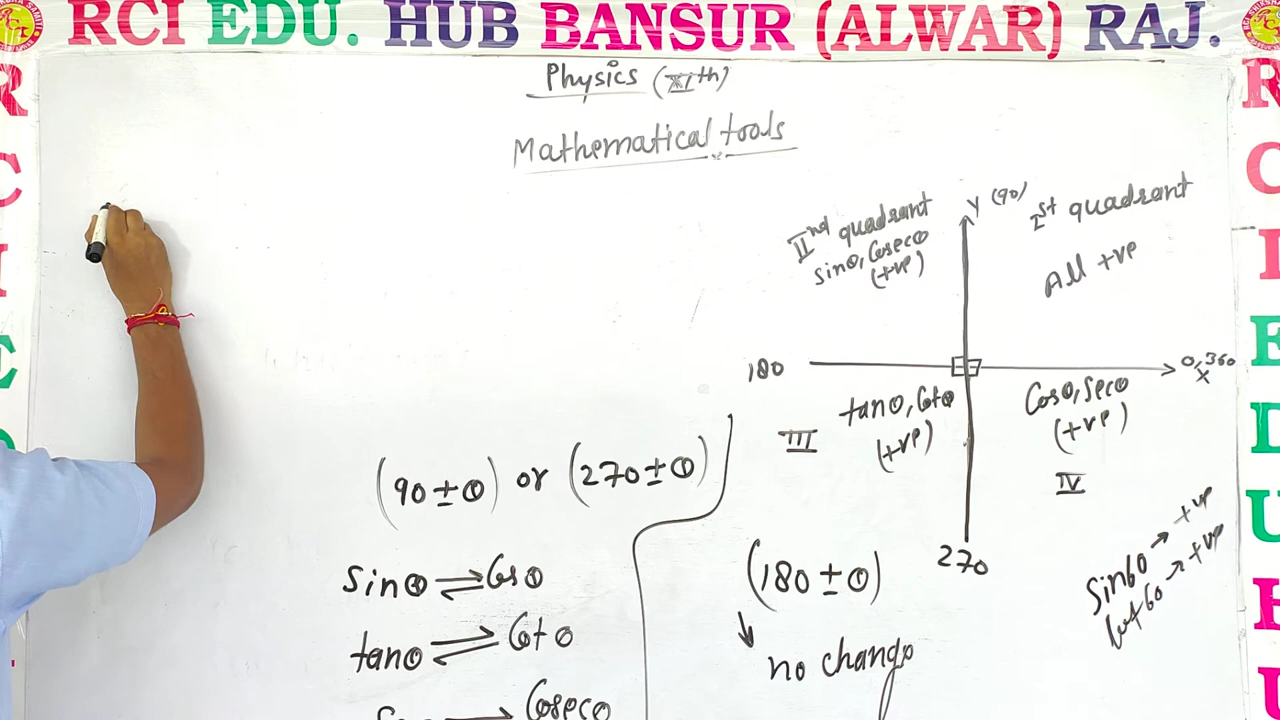 RCI EDU. HUB BANSUR (ALWAR) RAJ.
R
C
I
E
D
R
C
I
E
D
U
H
U
Physics (XIth)
Mathematical tools
Y (90)
Ist quadrant
All +ve
IInd quadrant
sinθ, Cosecθ
(+ve)
180
0, 360
X
tanθ, Cotθ
(+ve)
III
Cosθ, Secθ
(+ve)
IV
270
(90 ± θ) or (270 ± θ)
sinθ ⇌ Cosθ
tanθ ⇌ Cotθ
Cosecθ
(180 ± θ)
↓
no change
Sin60 → +ve
Cot60 → +ve